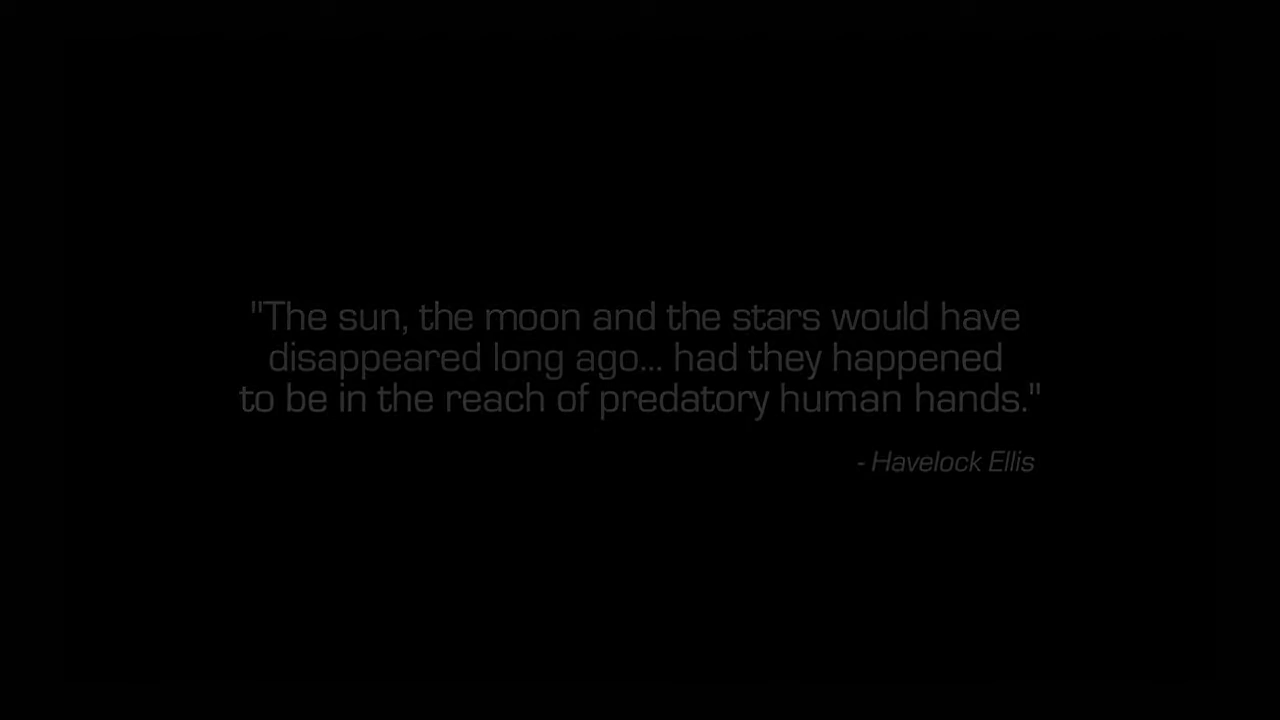 "The sun, the moon and the stars would have
disappeared long ago... had they happened
to be in the reach of predatory human hands."
- Havelock Ellis